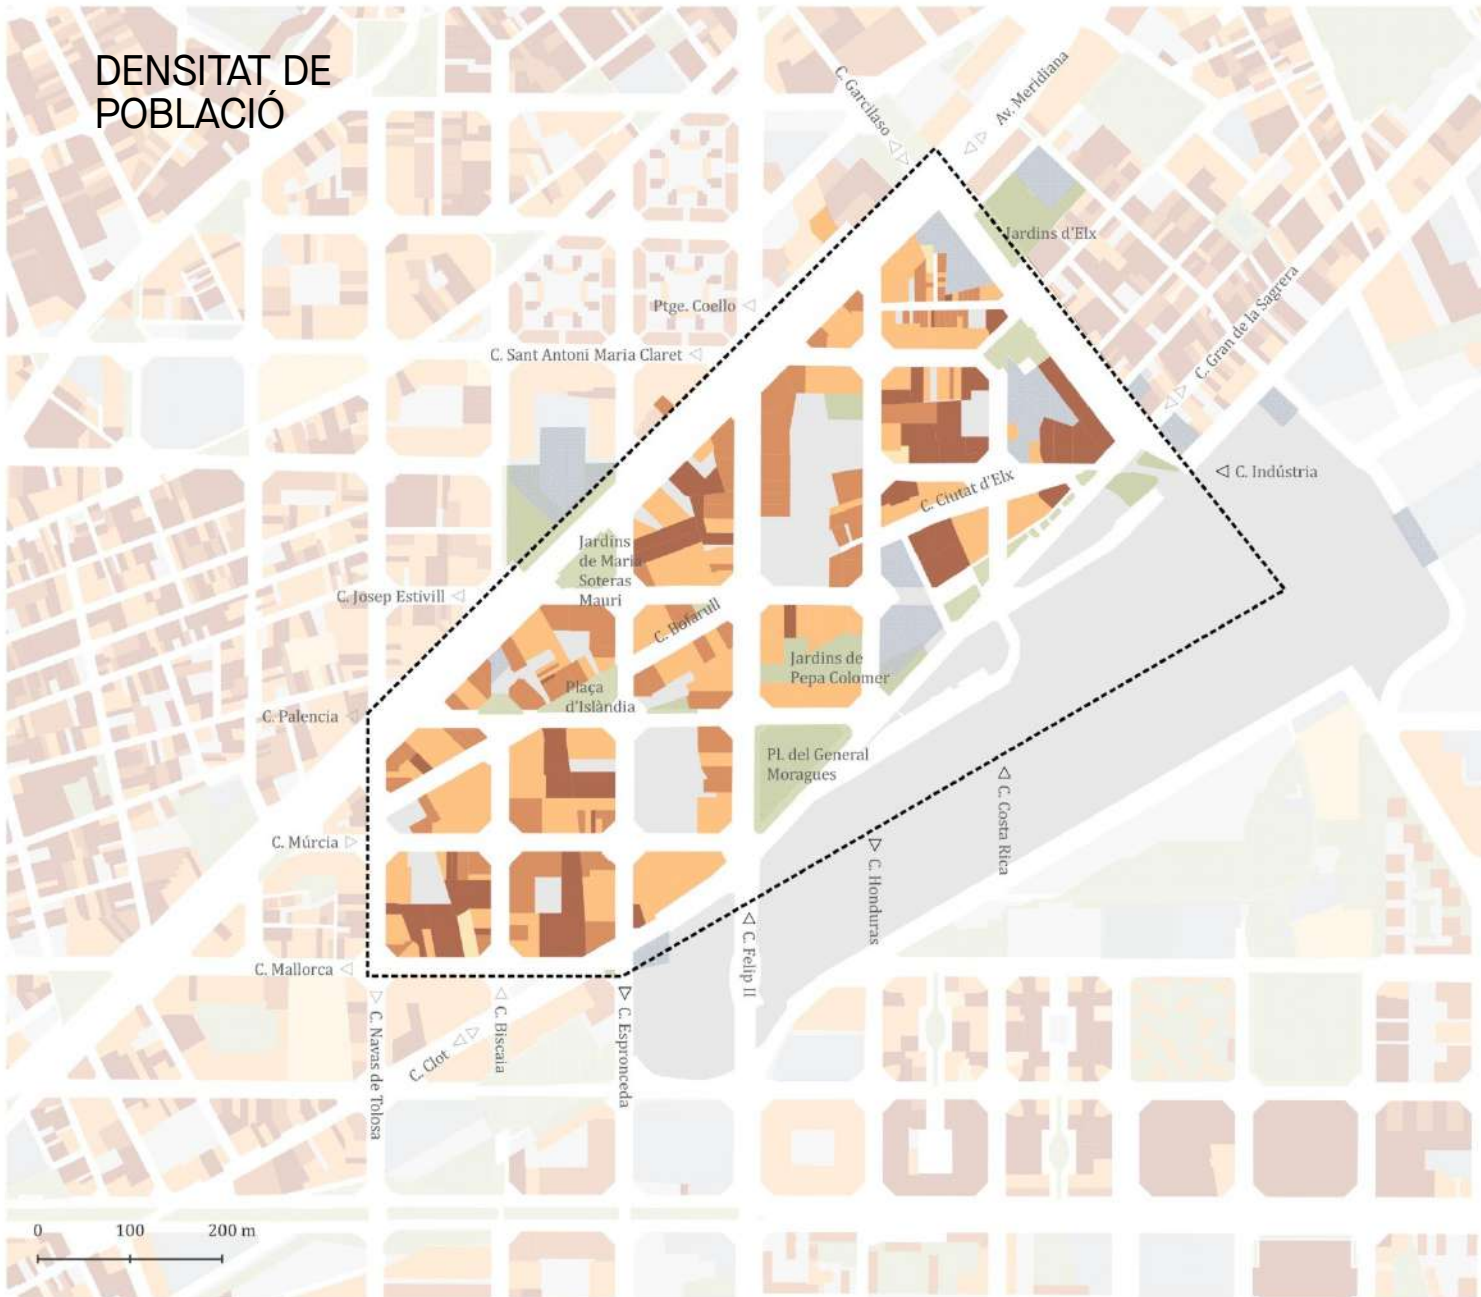 DENSITAT DE
POBLACIÓ
C. Garcilaso
Av. Meridiana
Jardins d'Elx
Ptge. Coello
C. Gran de la Sagrera
C. Sant Antoni Maria Claret
C. Indústria
C. Ciutat d'Elx
Jardins
de Maria
Soteras
Mauri
C. Josep Estivill
C. Bofarull
Jardins de
Pepa Colomer
Plaça
d'Islàndia
C. Palencia
Pl. del General
Moragues
C. Costa Rica
C. Múrcia
C. Honduras
C. Felip II
C. Mallorca
C. Navas de Tolosa
C. Biscaia
C. Espronceda
C. Clot
0 100 200 m